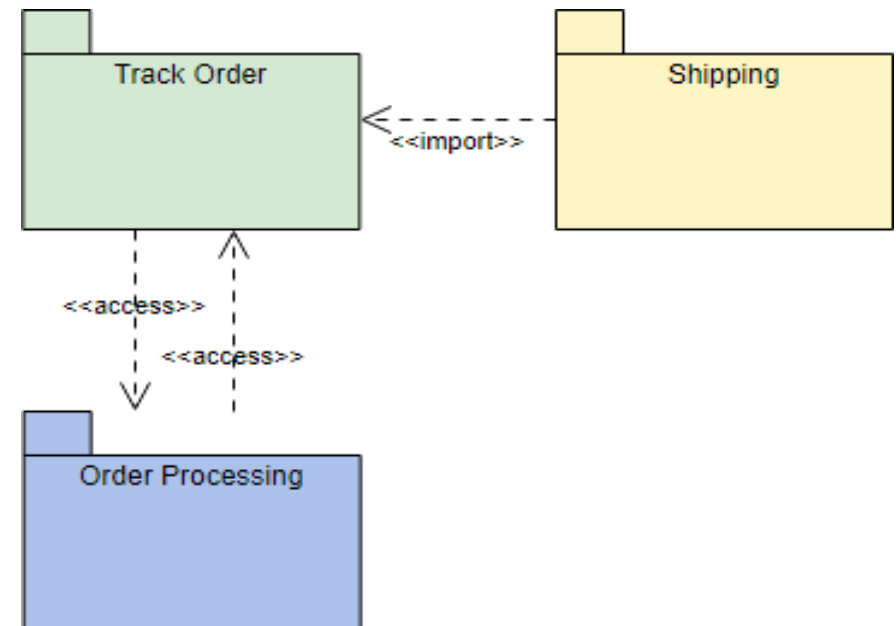 Track Order
Shipping
<<import>>
<<access>>
<<access>>
Order Processing